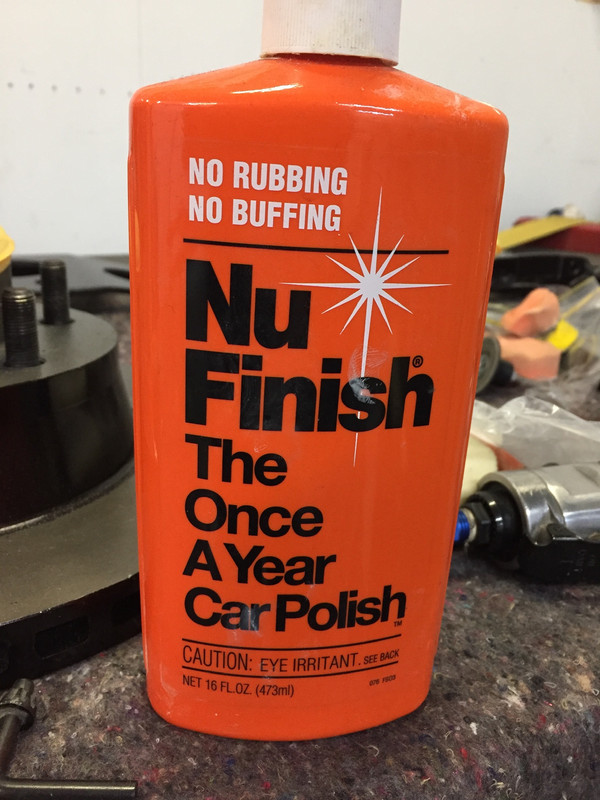 NO RUBBING
NO BUFFING
Nu
Finish®
The
Once
A Year
Car Polish™
CAUTION: EYE IRRITANT. SEE BACK
NET 16 FL.OZ. (473ml)